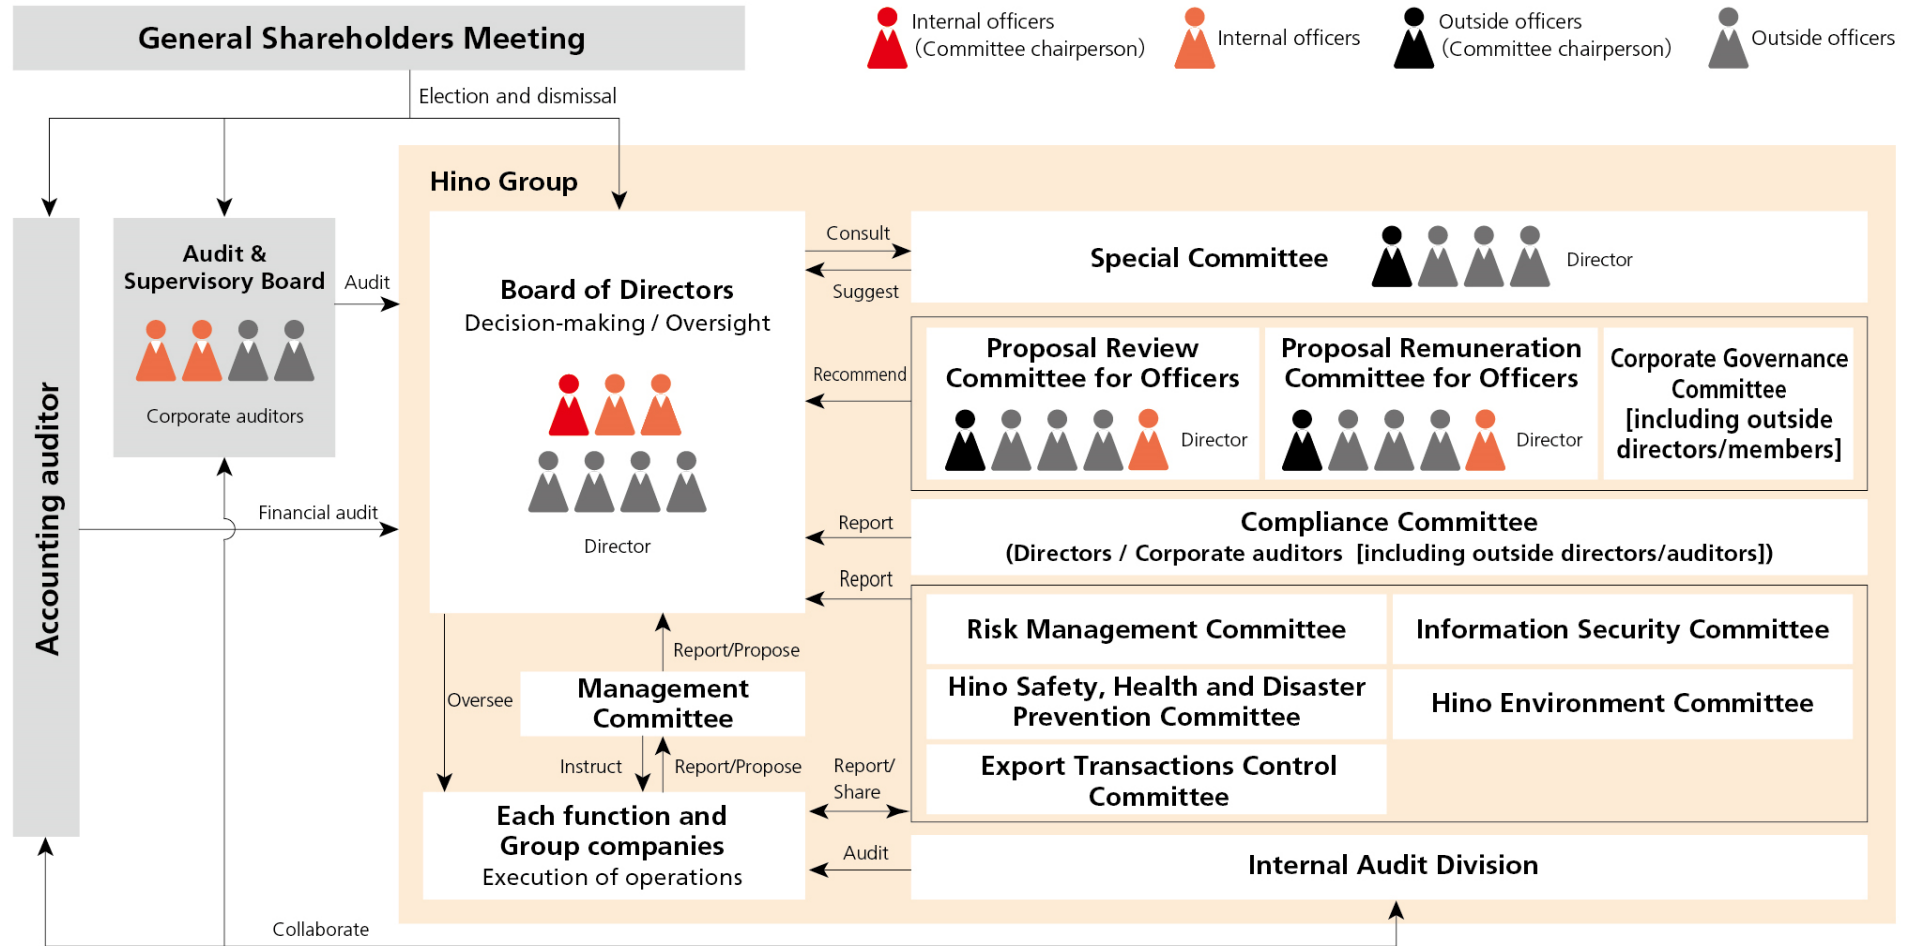 General Shareholders Meeting
Internal officers
(Committee chairperson)
Internal officers
Outside officers
(Committee chairperson)
Outside officers
Election and dismissal
Hino Group
Accounting auditor
Audit &
Supervisory Board
Corporate auditors
Audit
Financial audit
Board of Directors
Decision-making / Oversight
Director
Consult
Suggest
Special Committee
Director
Recommend
Proposal Review
Committee for Officers
Director
Proposal Remuneration
Committee for Officers
Director
Corporate Governance
Committee
[including outside
directors/members]
Report
Compliance Committee
(Directors / Corporate auditors [including outside directors/auditors])
Report
Risk Management Committee
Information Security Committee
Hino Safety, Health and Disaster
Prevention Committee
Hino Environment Committee
Export Transactions Control
Committee
Report/Propose
Oversee
Management
Committee
Instruct
Report/Propose
Report/
Share
Each function and
Group companies
Execution of operations
Audit
Internal Audit Division
Collaborate